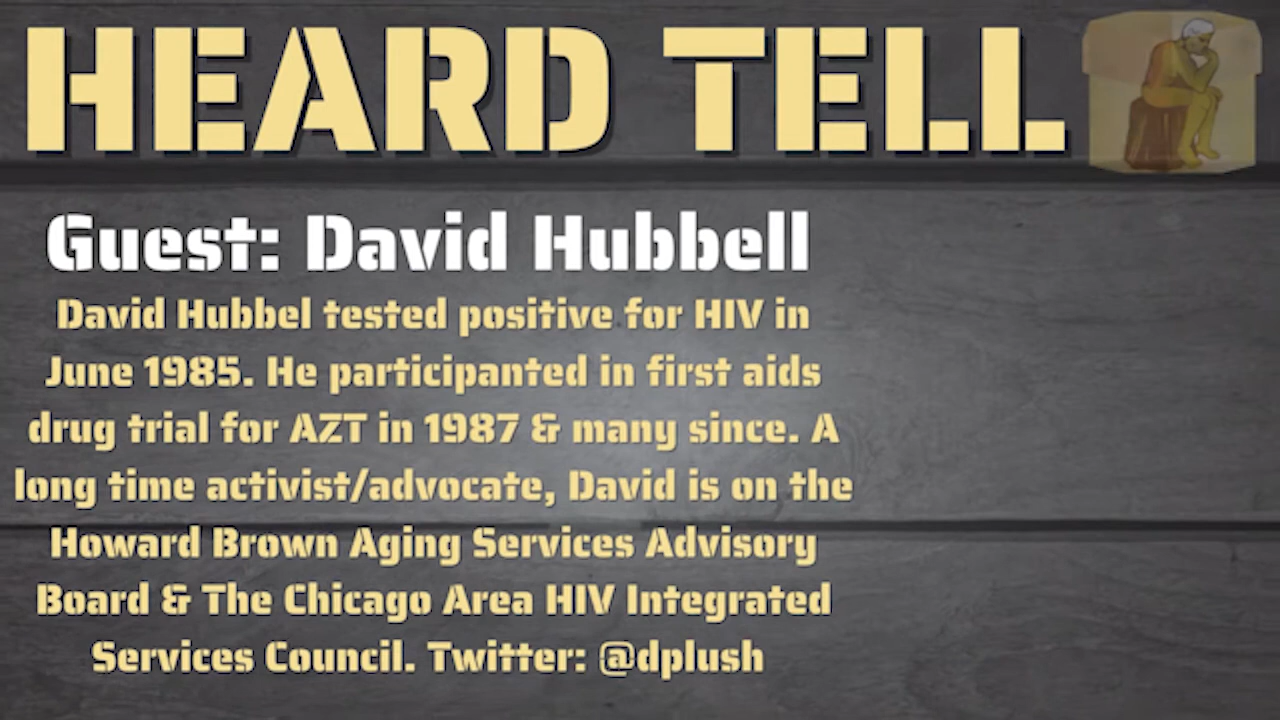 HEARD TELL
Guest: David Hubbell
David Hubbel tested positive for HIV in
June 1985. He participanted in first aids
drug trial for AZT in 1987 & many since. A
long time activist/advocate, David is on the
Howard Brown Aging Services Advisory
Board & The Chicago Area HIV Integrated
Services Council. Twitter: @dplush